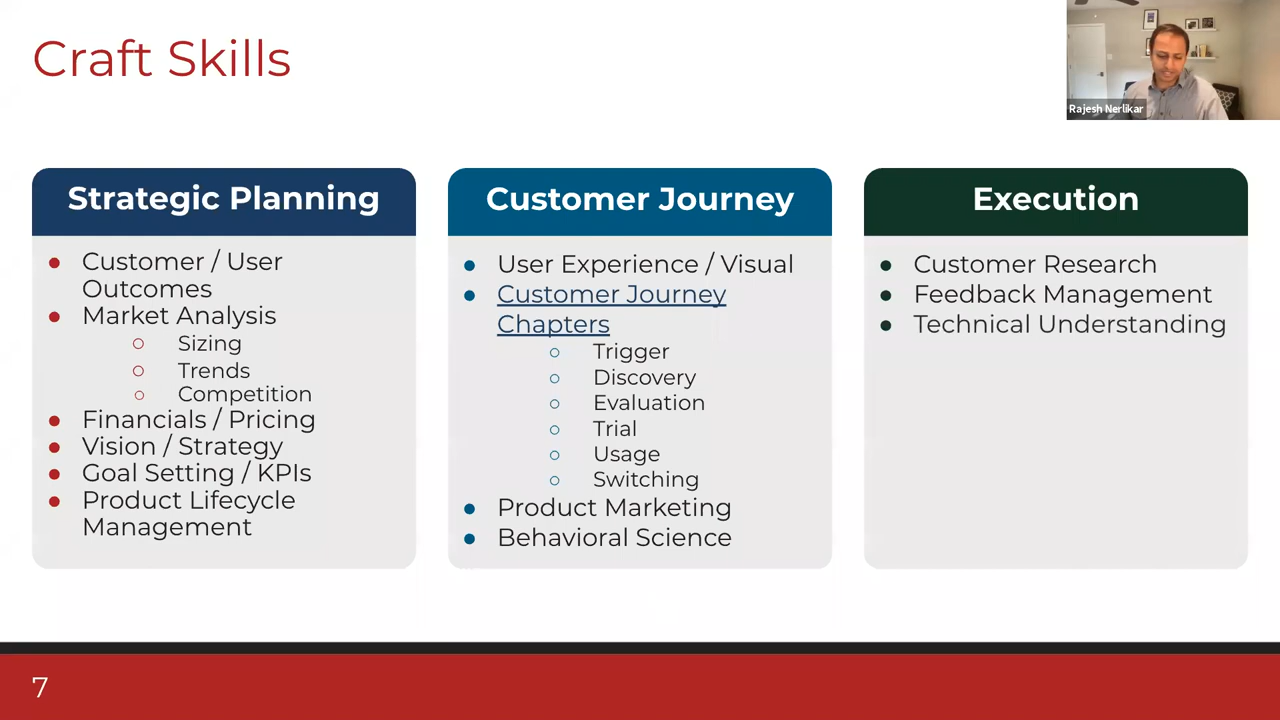 Craft Skills
Rajesh Nerlikar
Strategic Planning
Customer / User
Outcomes
Market Analysis
Sizing
Trends
Competition
Financials / Pricing
Vision / Strategy
Goal Setting / KPIs
Product Lifecycle
Management
Customer Journey
User Experience / Visual
Customer Journey
Chapters
Trigger
Discovery
Evaluation
Trial
Usage
Switching
Product Marketing
Behavioral Science
Execution
Customer Research
Feedback Management
Technical Understanding
7